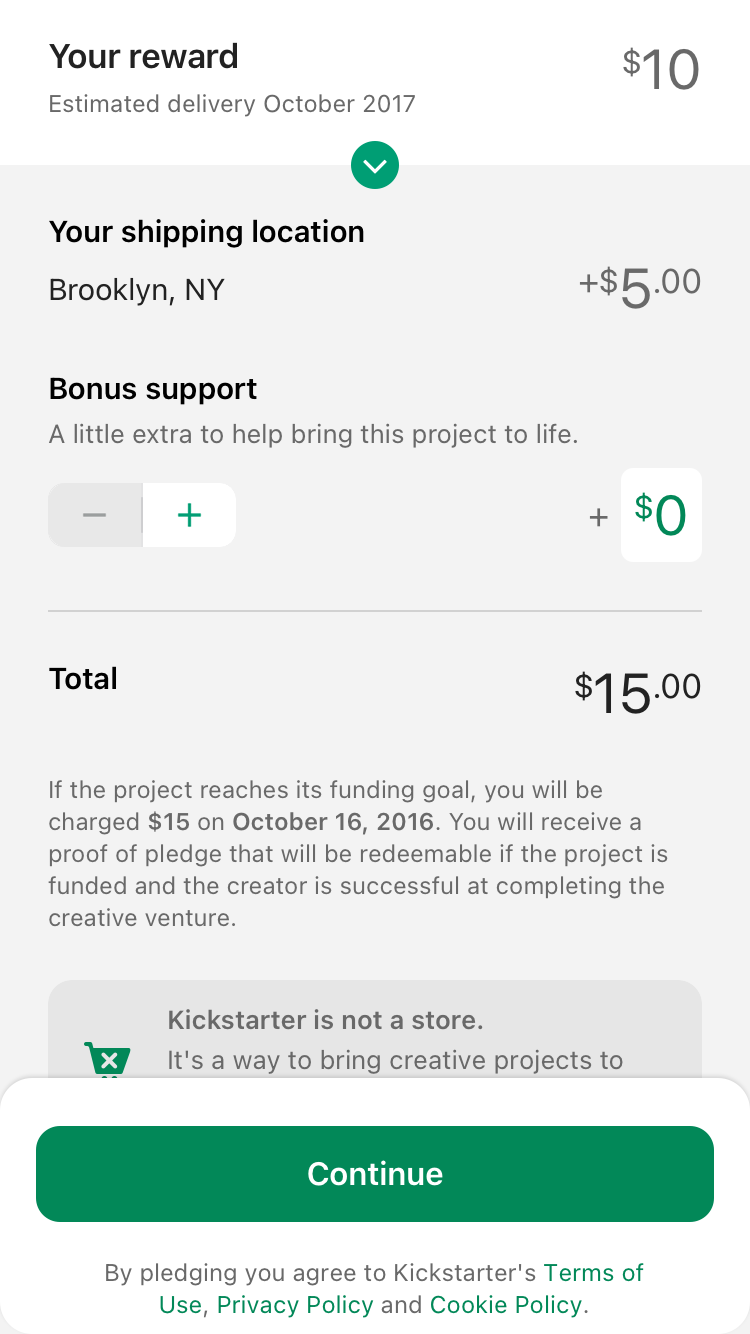 Your reward
$10
Estimated delivery October 2017
Your shipping location
Brooklyn, NY
+$5.00
Bonus support
A little extra to help bring this project to life.
− +
+ $0
Total
$15.00
If the project reaches its funding goal, you will be
charged $15 on October 16, 2016. You will receive a
proof of pledge that will be redeemable if the project is
funded and the creator is successful at completing the
creative venture.
Kickstarter is not a store.
It's a way to bring creative projects to
Continue
By pledging you agree to Kickstarter's Terms of
Use, Privacy Policy and Cookie Policy.